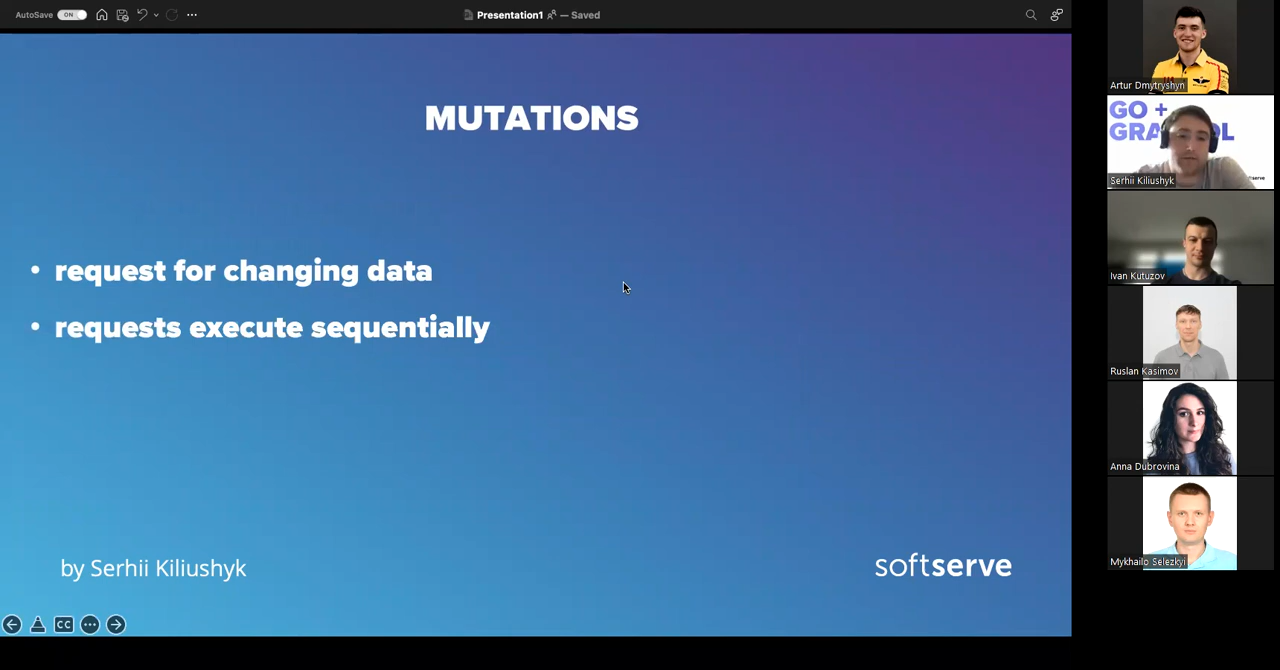 AutoSave ON
Presentation1 — Saved
MUTATIONS
• request for changing data
• requests execute sequentially
by Serhii Kiliushyk
softserve
CC
Artur Dmytryshyn
GO +
GRA L
Serhii Kiliushyk
Ivan Kutuzov
Ruslan Kasimov
Anna Dubrovina
Mykhailo Selezkyi